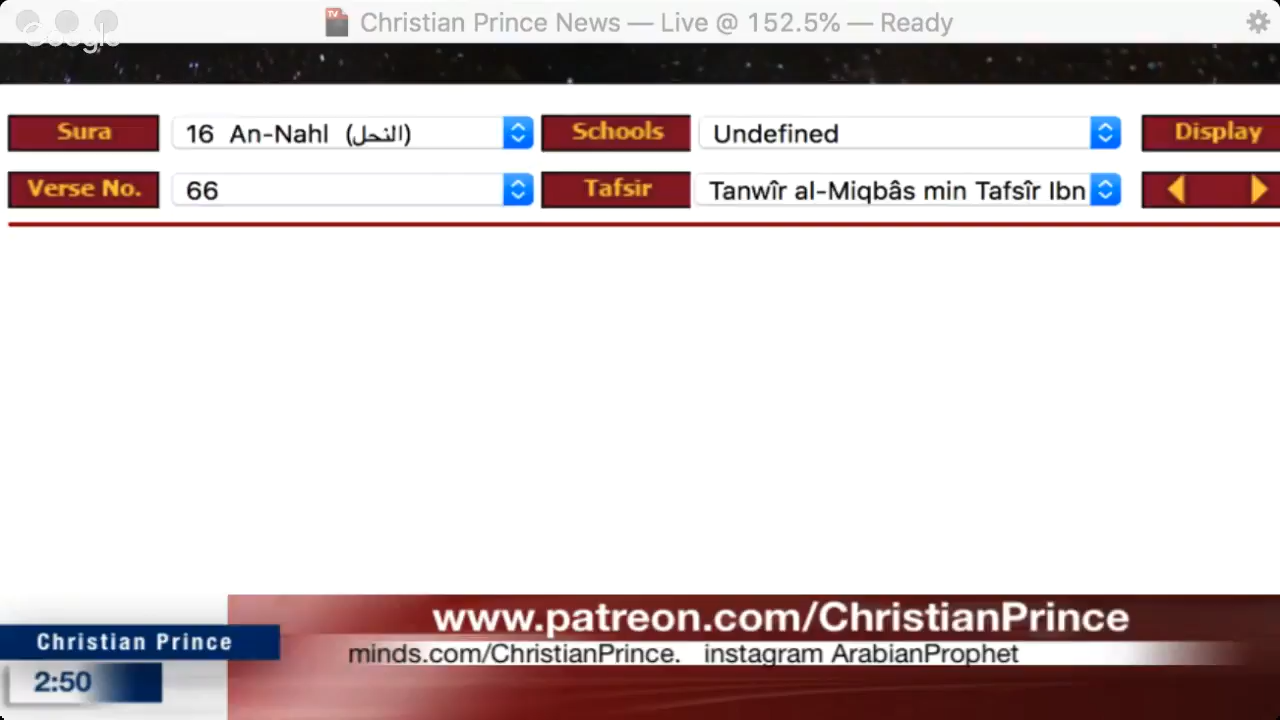 Christian Prince News — Live @ 152.5% — Ready
Google
Sura
16 An-Nahl (النحل)
Schools
Undefined
Display
Verse No.
66
Tafsir
Tanwîr al-Miqbâs min Tafsîr Ibn
www.patreon.com/ChristianPrince
Christian Prince
minds.com/ChristianPrince. instagram ArabianProphet
2:50
TV